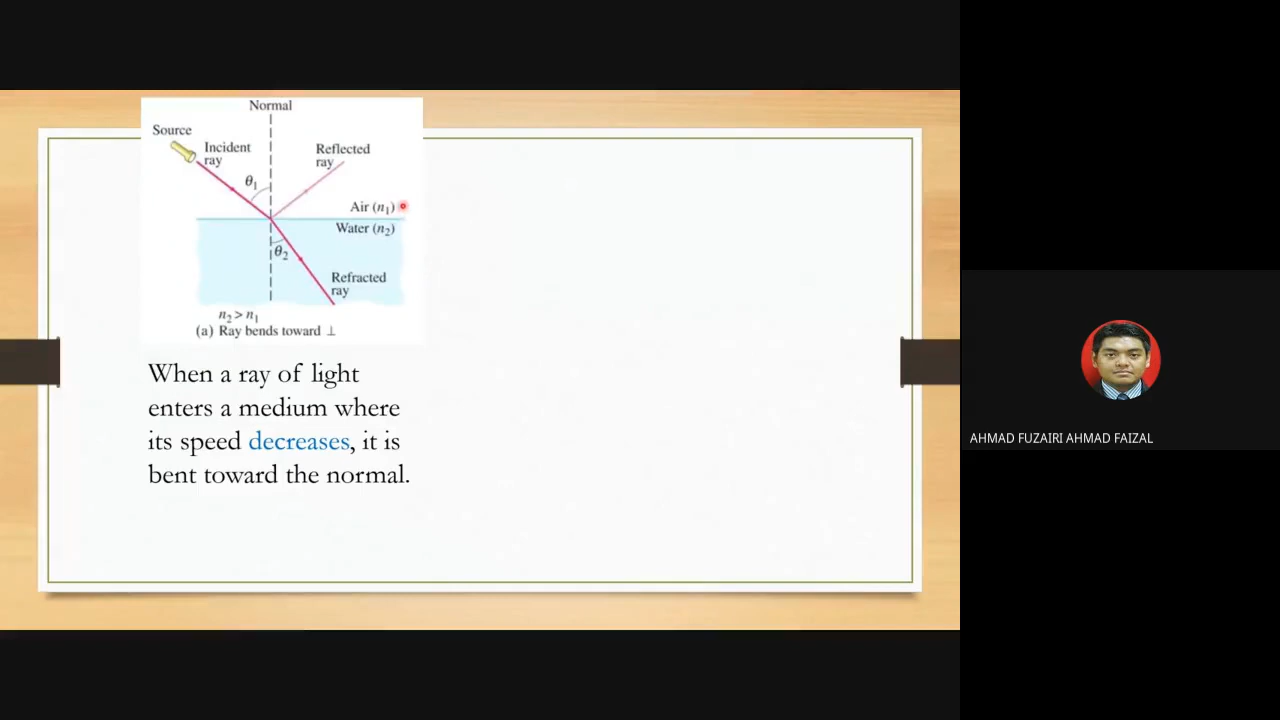 Normal
Source
Incident
ray
Reflected
ray
θ1
Air (n1)
Water (n2)
θ2
Refracted
ray
n2 > n1
(a) Ray bends toward ⊥
When a ray of light
enters a medium where
its speed decreases, it is
bent toward the normal.
AHMAD FUZAIRI AHMAD FAIZAL